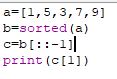 a=[1,5,3,7,9]
b=sorted(a)
c=b[::-1]
print(c[1])